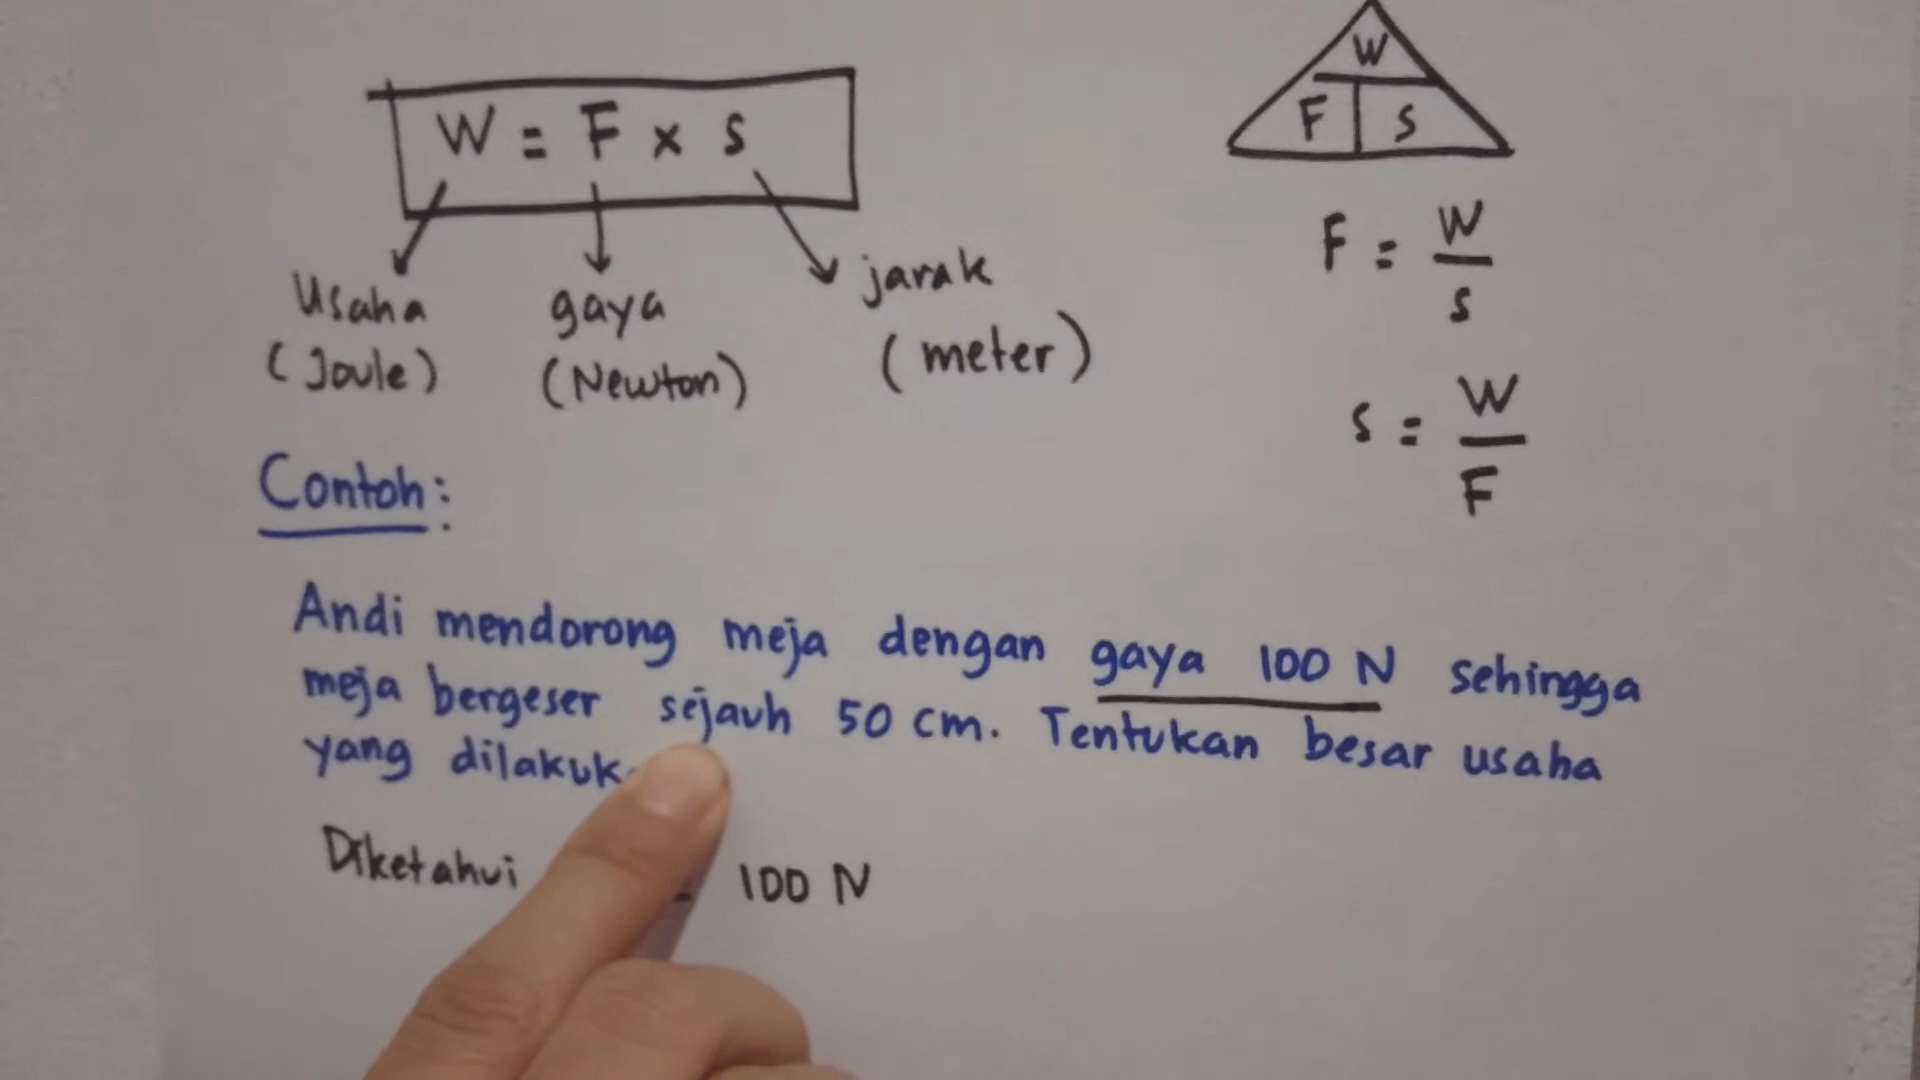 W = F x s
Usaha
(Joule)
gaya
(Newton)
jarak
(meter)
W
F s
F = W
s
s = W
F
Contoh:
Andi mendorong meja dengan gaya 100 N sehingga
meja bergeser sejauh 50 cm. Tentukan besar usaha
yang
Diketahui = 100 N